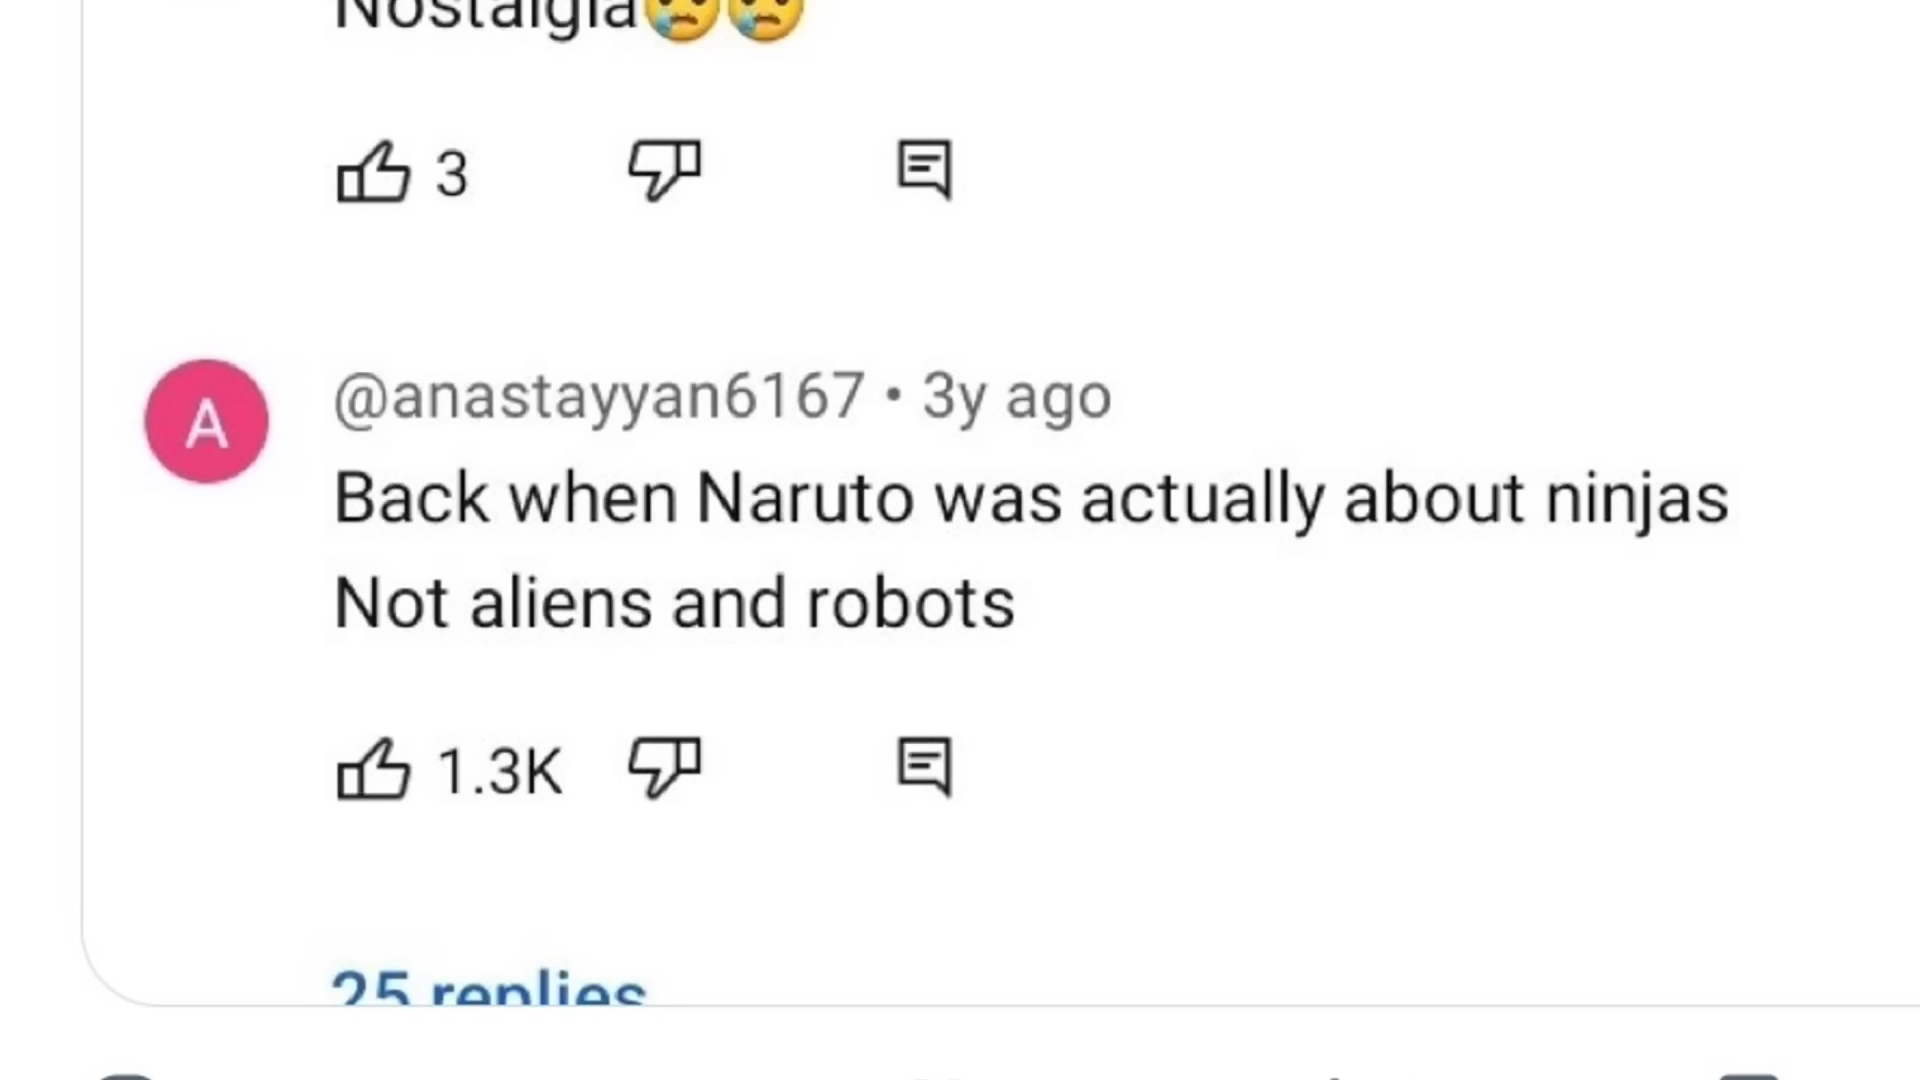 Nostalgia😢😢
3
A
@anastayyan6167 • 3y ago
Back when Naruto was actually about ninjas
Not aliens and robots
1.3K
25 replies